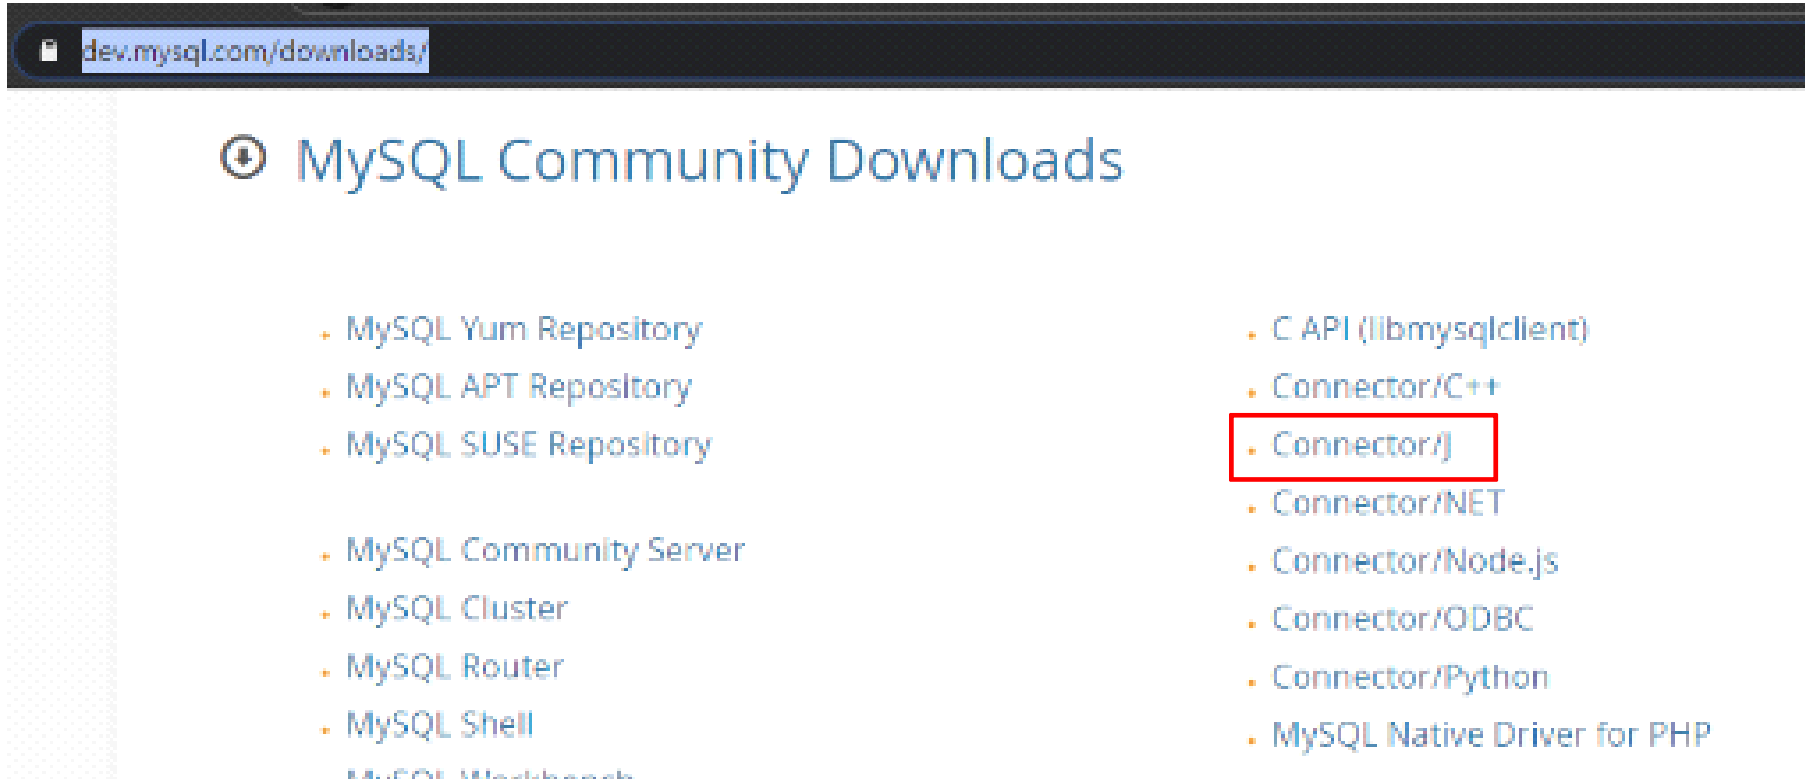 dev.mysql.com/downloads/
MySQL Community Downloads
MySQL Yum Repository
MySQL APT Repository
MySQL SUSE Repository
MySQL Community Server
MySQL Cluster
MySQL Router
MySQL Shell
MySQL Workbench
C API (libmysqlclient)
Connector/C++
Connector/J
Connector/NET
Connector/Node.js
Connector/ODBC
Connector/Python
MySQL Native Driver for PHP